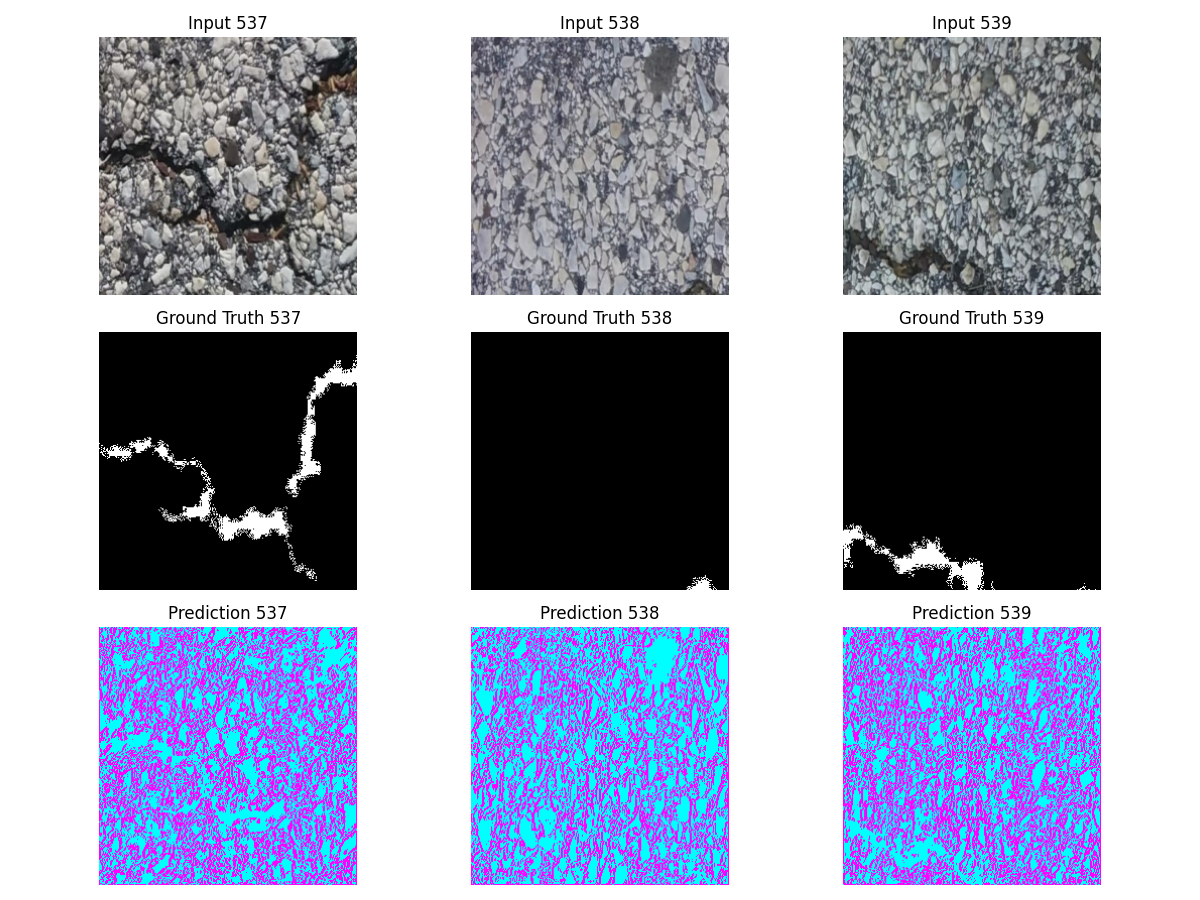 Input 537
Input 538
Input 539
Ground Truth 537
Ground Truth 538
Ground Truth 539
Prediction 537
Prediction 538
Prediction 539